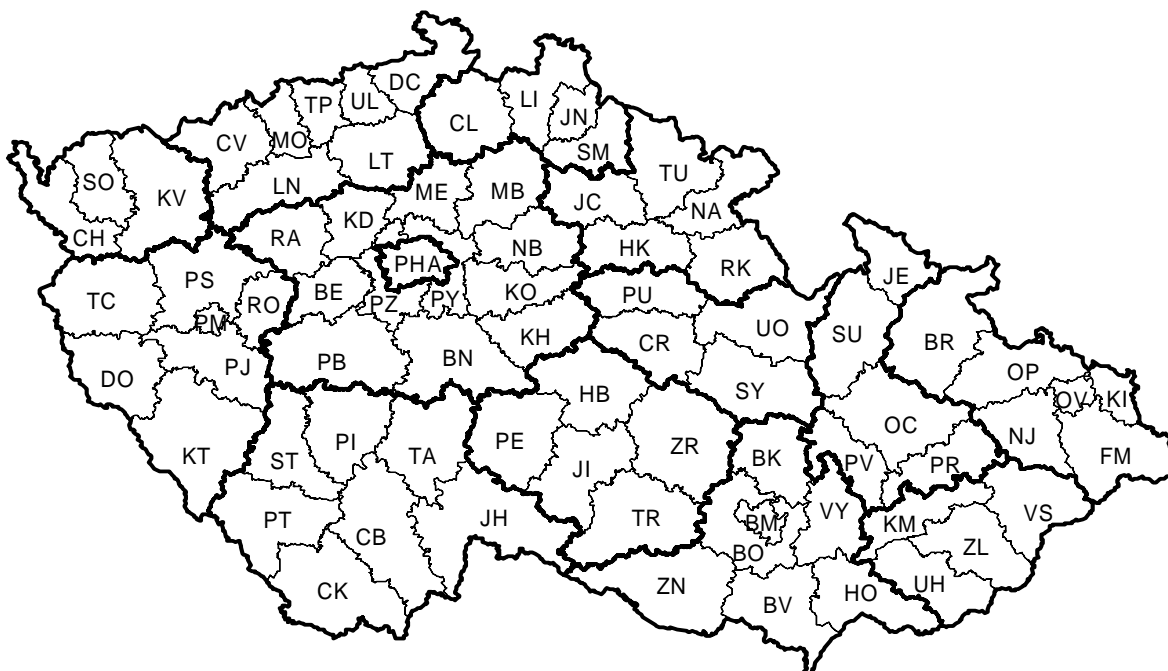 DC
TP
UL
LI
JN
CL
CV
MO
SM
LT
SO
LN
TU
KV
ME
MB
JC
NA
KD
CH
RA
NB
HK
PHA
RK
JE
PS
BE
TC
RO
PZ
PY
KO
PU
PM
UO
SU
BR
KH
CR
PB
BN
PJ
DO
OP
OV
KI
HB
SY
OC
NJ
PE
ZR
KT
ST
PI
TA
JI
BK
PV
PR
FM
VS
PT
JH
TR
BM
VY
KM
CB
BO
ZL
CK
ZN
BV
HO
UH